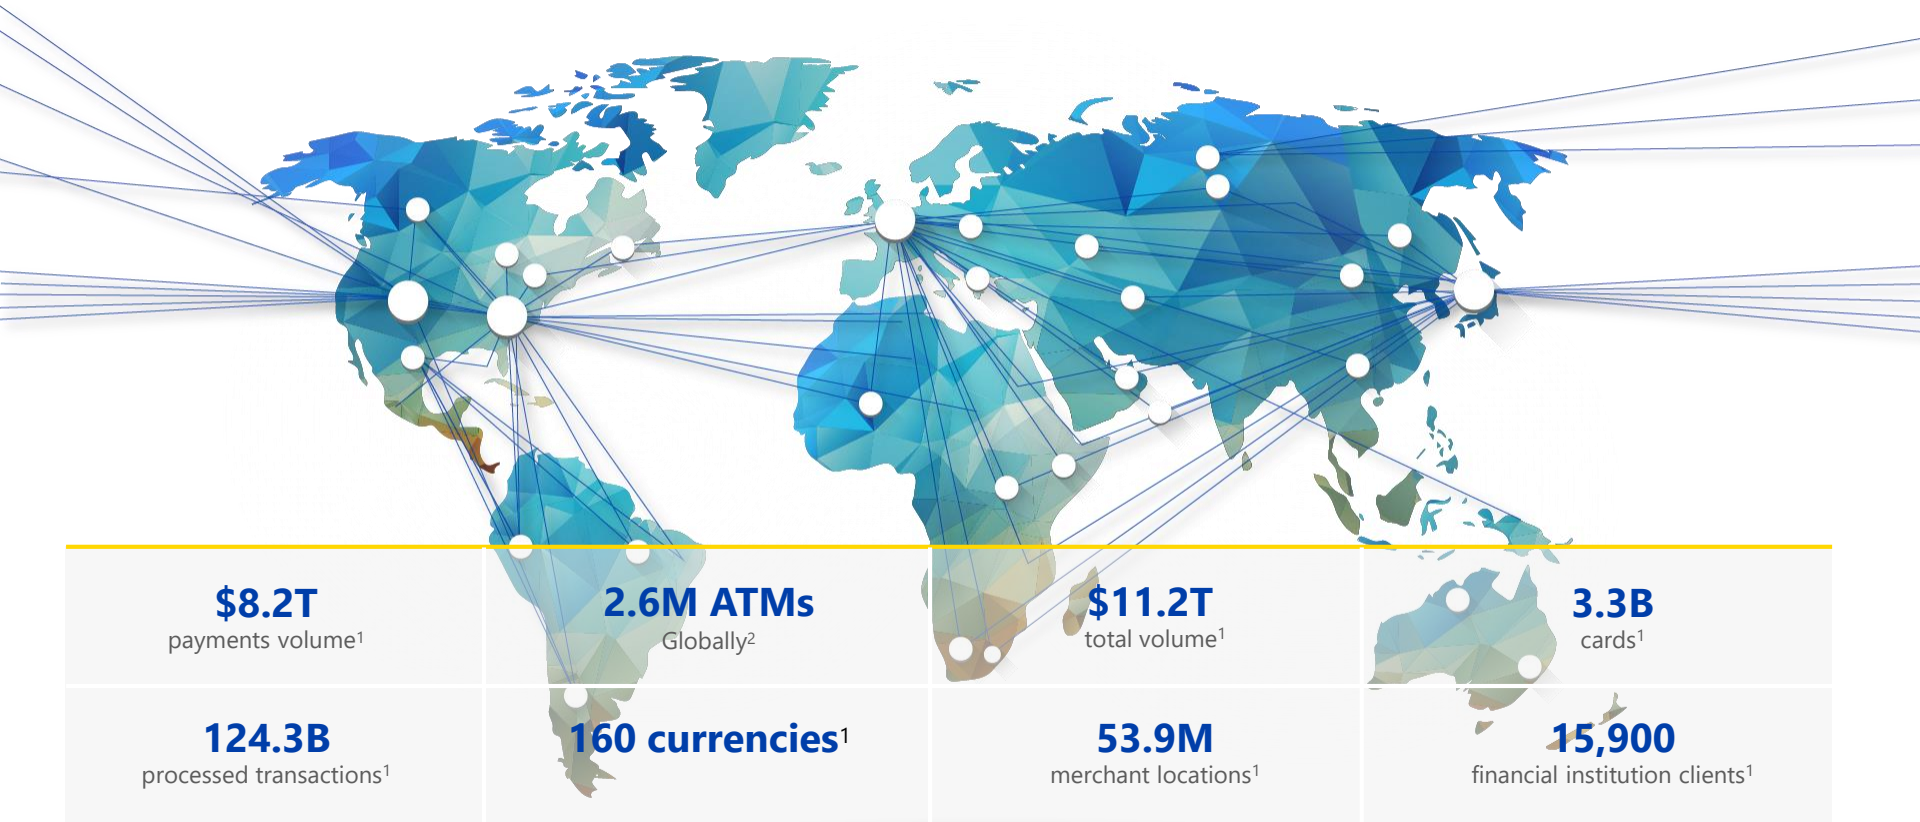 $8.2T
payments volume¹
2.6M ATMs
Globally²
$11.2T
total volume¹
3.3B
cards¹
124.3B
processed transactions¹
160 currencies¹
53.9M
merchant locations¹
15,900
financial institution clients¹